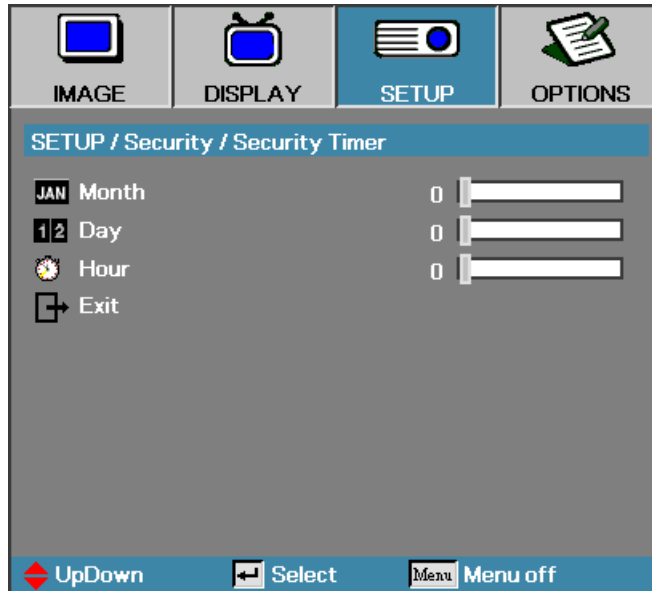 IMAGE DISPLAY SETUP OPTIONS
SETUP / Security / Security Timer
JAN Month 0
1 2 Day 0
Hour 0
Exit
UpDown Select Menu Menu off